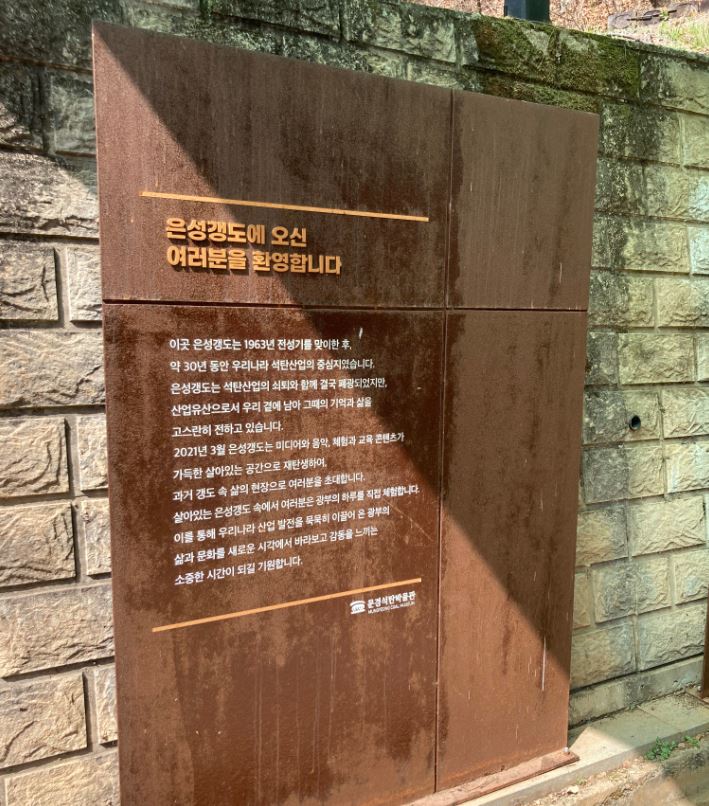 은성갱도에 오신
여러분을 환영합니다
이곳 은성갱도는 1963년 전성기를 맞이한 후,
약 30년 동안 우리나라 석탄산업의 중심지였습니다.
은성갱도는 석탄산업의 쇠퇴와 함께 결국 폐광되었지만,
산업유산으로서 우리 곁에 남아 그때의 기억과 삶을
고스란히 전하고 있습니다.
2021년 3월 은성갱도는 미디어와 음악, 체험과 교육 콘텐츠가
가득한 살아있는 공간으로 재탄생하여,
과거 갱도 속 삶의 현장으로 여러분을 초대합니다.
살아있는 은성갱도 속에서 여러분은 광부의 하루를 직접 체험합니다.
이를 통해 우리나라 산업 발전을 묵묵히 이끌어 온 광부의
삶과 문화를 새로운 시각에서 바라보고 감동을 느끼는
소중한 시간이 되길 기원합니다.
문경석탄박물관
MUNGYEONG COAL MUSEUM